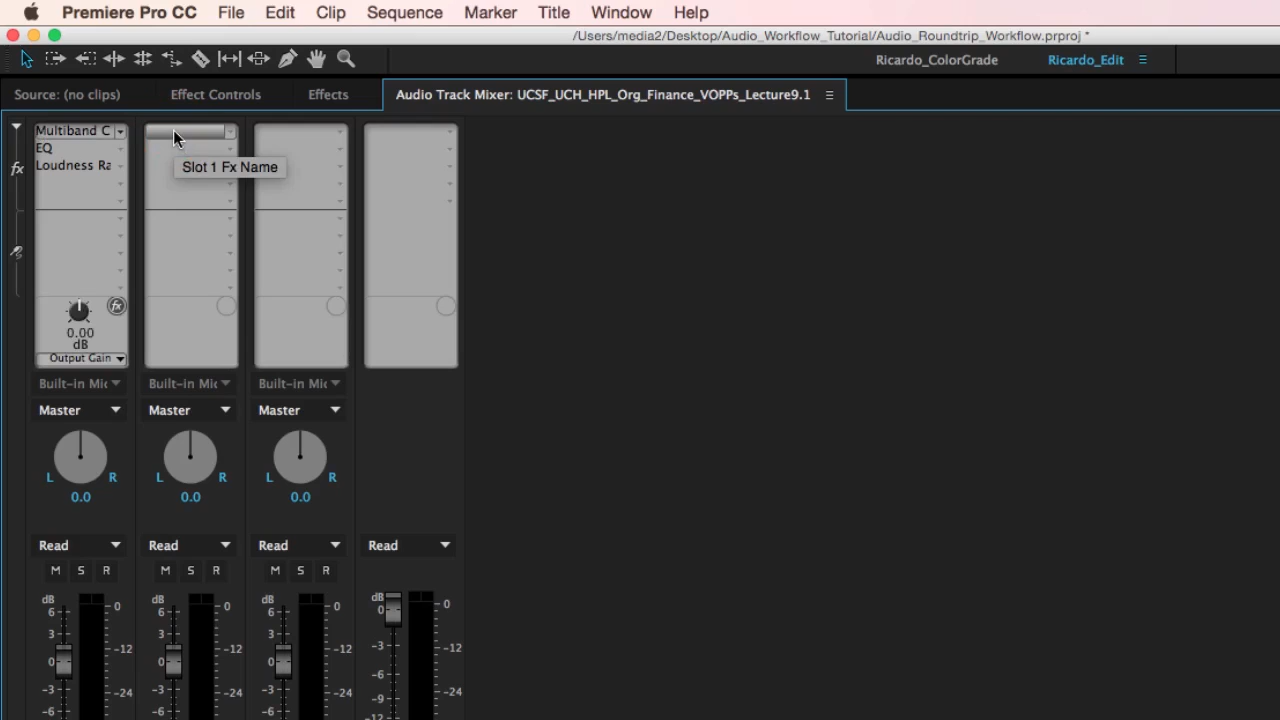 Premiere Pro CC File Edit Clip Sequence Marker Title Window Help
/Users/media2/Desktop/Audio_Workflow_Tutorial/Audio_Roundtrip_Workflow.prproj *
Ricardo_ColorGrade Ricardo_Edit
Source: (no clips) Effect Controls Effects Audio Track Mixer: UCSF_UCH_HPL_Org_Finance_VOPPs_Lecture9.1
Multiband C
EQ
Loudness Ra
fx
Slot 1 Fx Name
fx
0.00
dB
Output Gain
Built-in Mic Built-in Mic Built-in Mic
Master Master Master
L R L R L R
0.0 0.0 0.0
Read Read Read Read
M S R M S R M S R
dB dB dB dB
6 0 6 0 6 0 0 0
3 3 3
-12 -12 -12 -3 -12
0 0 0
-6
-3 -24 -3 -24 -3 -24 -24
-9
-6 -6 -6
-12